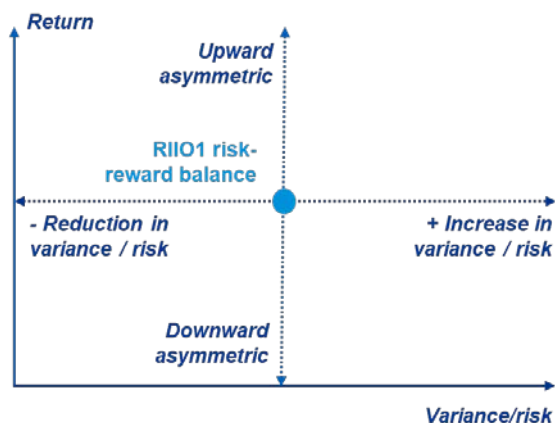 Return
Upward
asymmetric
RIIO1 risk-
reward balance
- Reduction in
variance / risk
+ Increase in
variance / risk
Downward
asymmetric
Variance/risk